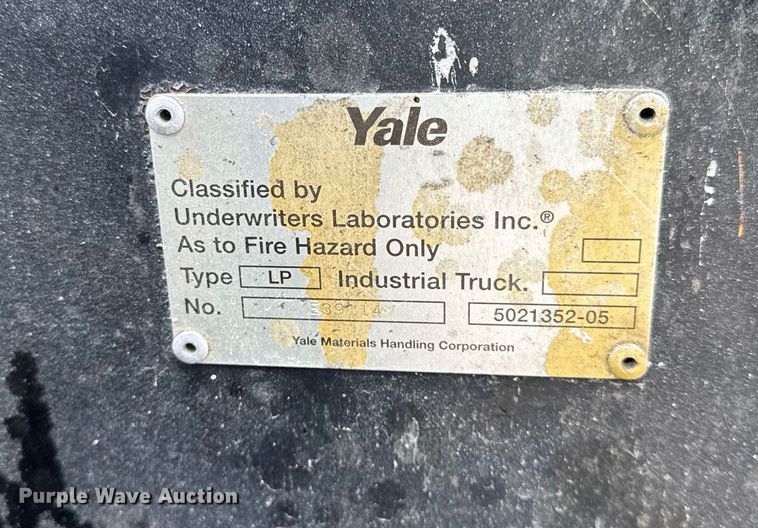 Yale
Classified by
Underwriters Laboratories Inc.®
As to Fire Hazard Only
Type LP Industrial Truck.
No. 5021352-05
Yale Materials Handling Corporation
Purple Wave Auction